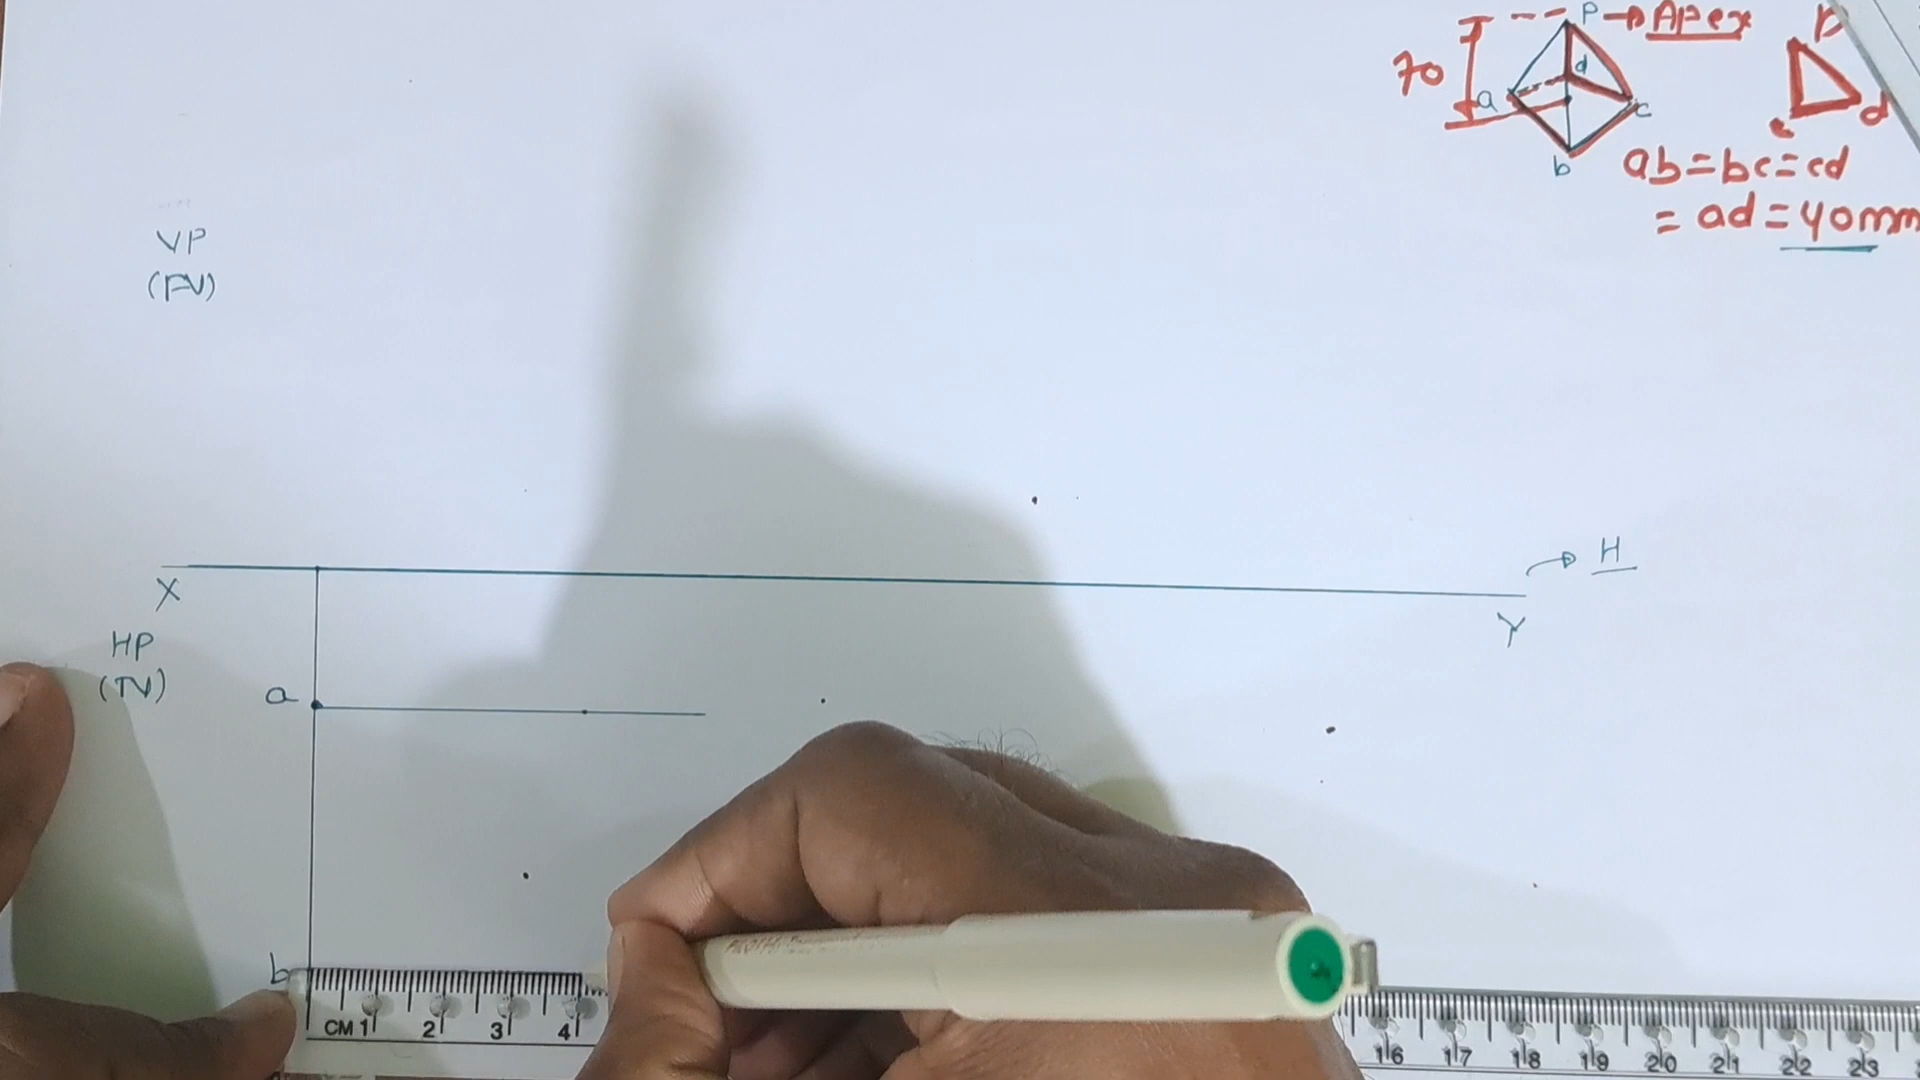 P → Apex
P
70
d
a
c
d
b
ab=bc=cd
= ad = 40mm
VP
(FV)
H
X
Y
HP
(TV)
a
b
CM 1 2 3 4 16 17 18 19 20 21 22 23